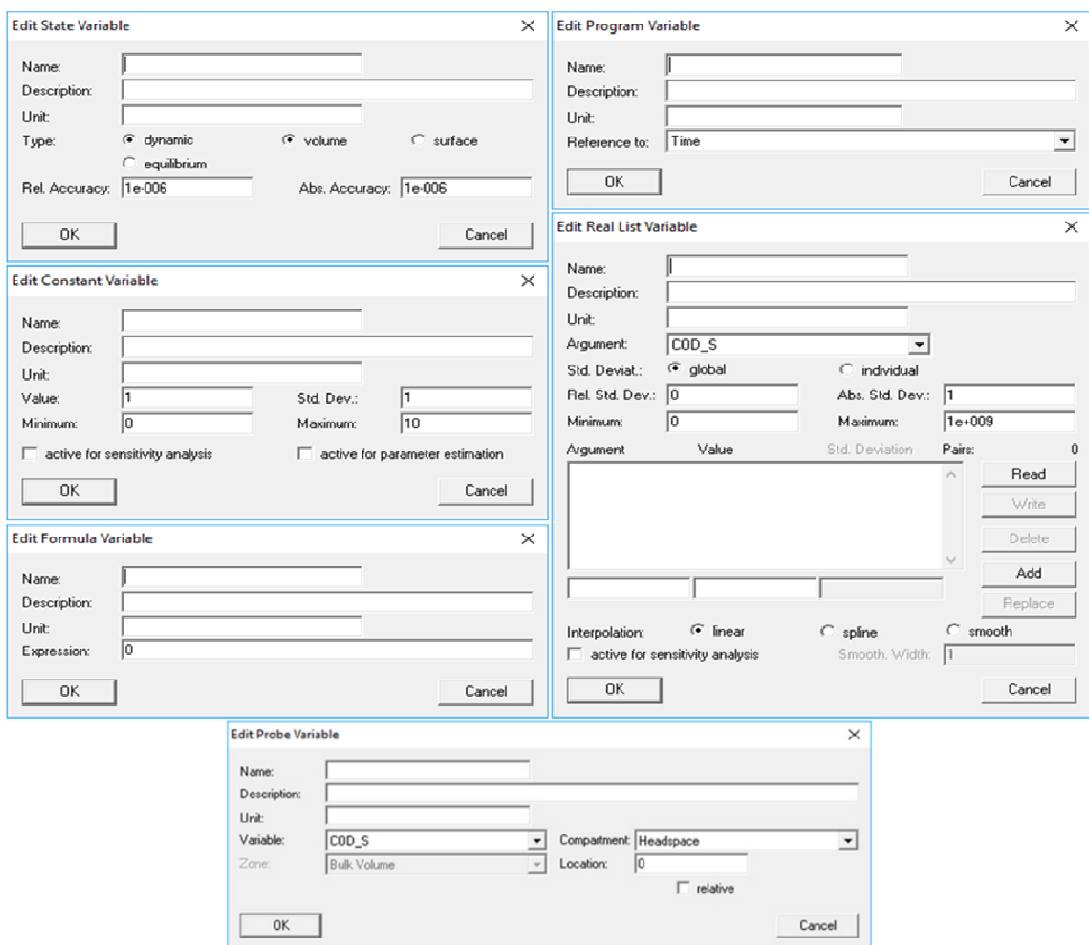 Edit State Variable
Name:
Description:
Unit:
Type: dynamic volume surface
equilibrium
Rel. Accuracy: 1e-006 Abs. Accuracy: 1e-006
OK Cancel
Edit Constant Variable
Name:
Description:
Unit:
Value: 1 Std. Dev.: 1
Minimum: 0 Maximum: 10
active for sensitivity analysis active for parameter estimation
OK Cancel
Edit Formula Variable
Name:
Description:
Unit:
Expression: 0
OK Cancel
Edit Program Variable
Name:
Description:
Unit:
Reference to: Time
OK Cancel
Edit Real List Variable
Name:
Description:
Unit:
Argument: COD_S
Std. Deviat.: global individual
Rel. Std. Dev.: 0 Abs. Std. Dev.: 1
Minimum: 0 Maximum: 1e+009
Argument Value Std. Deviation Pairs: 0
Read
Write
Delete
Add
Replace
Interpolation: linear spline smooth
active for sensitivity analysis Smooth. Width: 1
OK Cancel
Edit Probe Variable
Name:
Description:
Unit:
Variable: COD_S Compartment: Headspace
Zone: Bulk Volume Location: 0
relative
OK Cancel